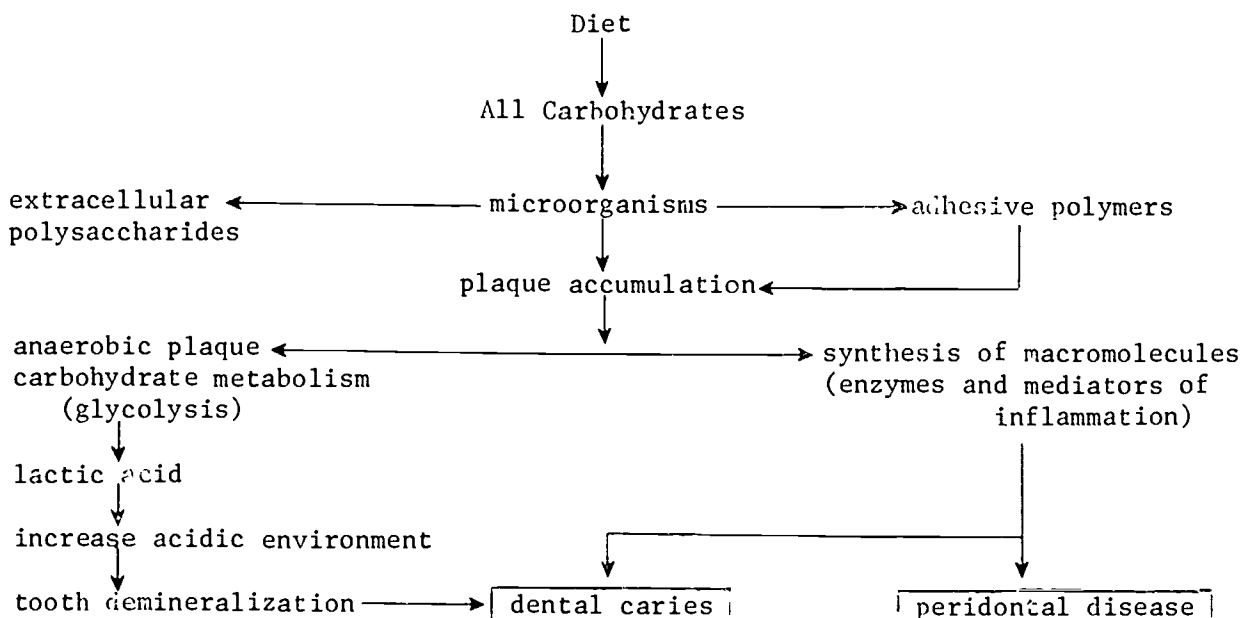 Diet
All Carbohydrates
extracellular
polysaccharides
microorganisms
adhesive polymers
plaque accumulation
anaerobic plaque
carbohydrate metabolism
(glycolysis)
synthesis of macromolecules
(enzymes and mediators of
inflammation)
lactic acid
increase acidic environment
tooth demineralization
dental caries
peridontal disease